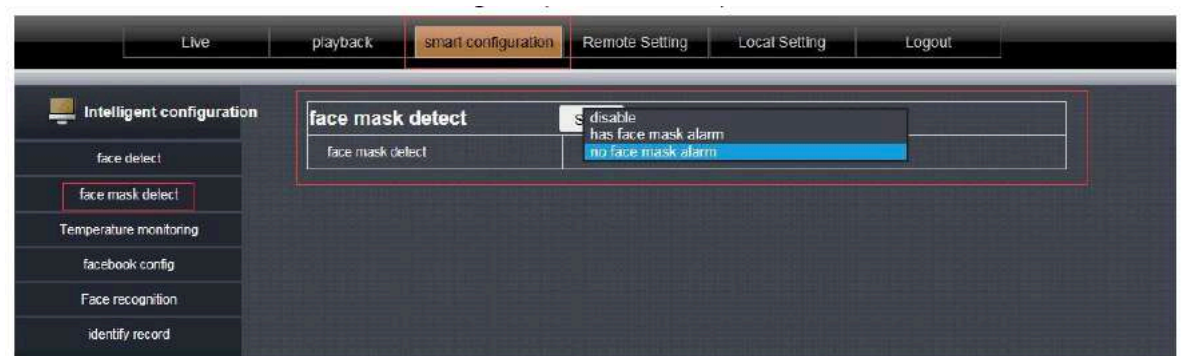 Live playback smart configuration Remote Setting Local Setting Logout
Intelligent configuration
face detect
face mask detect
Temperature monitoring
facebook config
Face recognition
identify record
face mask detect
face mask detect
disable
has face mask alarm
no face mask alarm